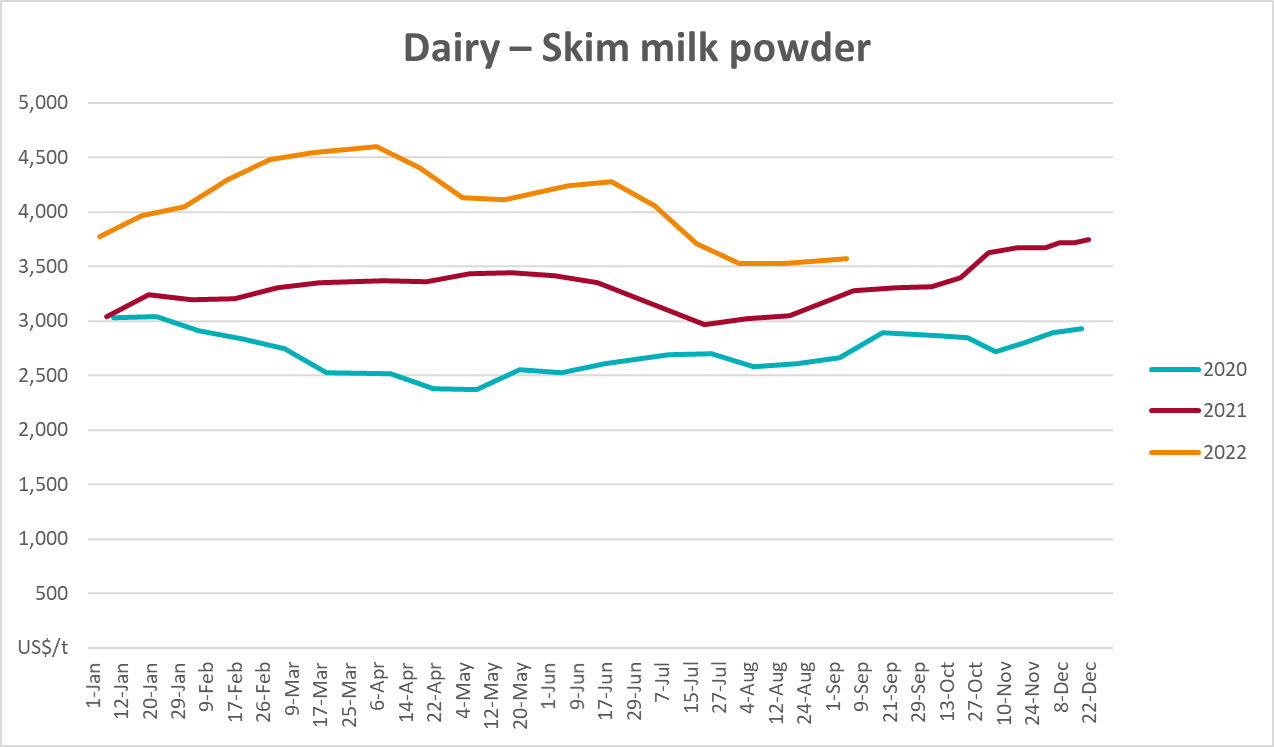 Dairy – Skim milk powder
5,000
4,500
4,000
3,500
3,000
2,500
2,000
1,500
1,000
500
US$/t
2020
2021
2022
1-Jan
12-Jan
20-Jan
29-Jan
9-Feb
17-Feb
26-Feb
9-Mar
17-Mar
25-Mar
6-Apr
14-Apr
22-Apr
4-May
12-May
20-May
1-Jun
9-Jun
17-Jun
29-Jun
7-Jul
15-Jul
27-Jul
4-Aug
12-Aug
24-Aug
1-Sep
9-Sep
21-Sep
29-Sep
13-Oct
27-Oct
10-Nov
24-Nov
8-Dec
22-Dec